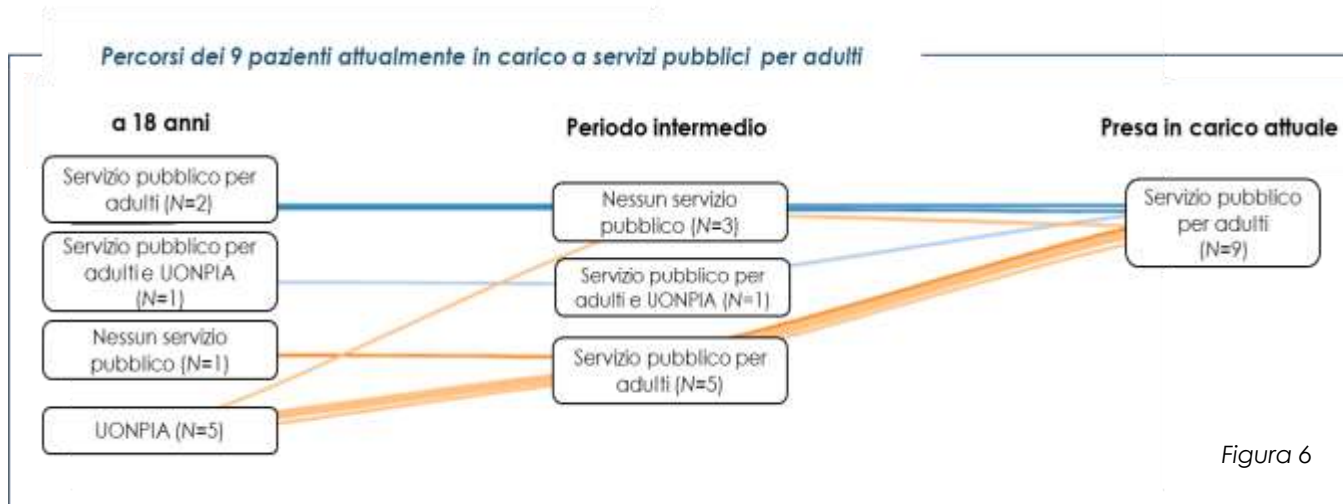 Percorsi dei 9 pazienti attualmente in carico a servizi pubblici per adulti
a 18 anni
Periodo intermedio
Presa in carico attuale
Servizio pubblico per
adulti (N=2)
Servizio pubblico per
adulti e UONPIA
(N=1)
Nessun servizio
pubblico (N=1)
UONPIA (N=5)
Nessun servizio
pubblico (N=3)
Servizio pubblico per
adulti e UONPIA (N=1)
Servizio pubblico per
adulti (N=5)
Servizio pubblico
per adulti
(N=9)
Figura 6